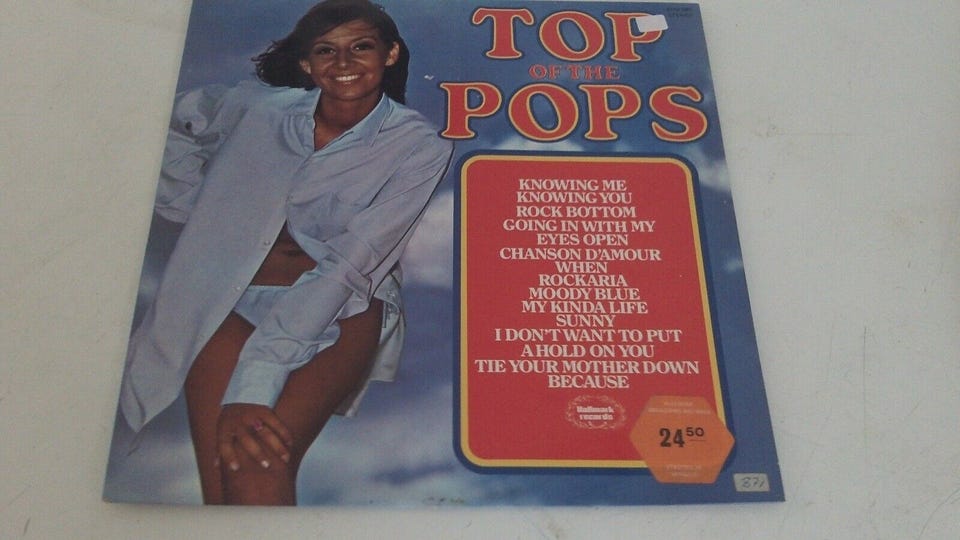 TOP
OF THE
POPS
STEREO
KNOWING ME
KNOWING YOU
ROCK BOTTOM
GOING IN WITH MY
EYES OPEN
CHANSON D'AMOUR
WHEN
ROCKARIA
MOODY BLUE
MY KINDA LIFE
SUNNY
I DON'T WANT TO PUT
A HOLD ON YOU
TIE YOUR MOTHER DOWN
BECAUSE
Hallmark
records
24 50
871